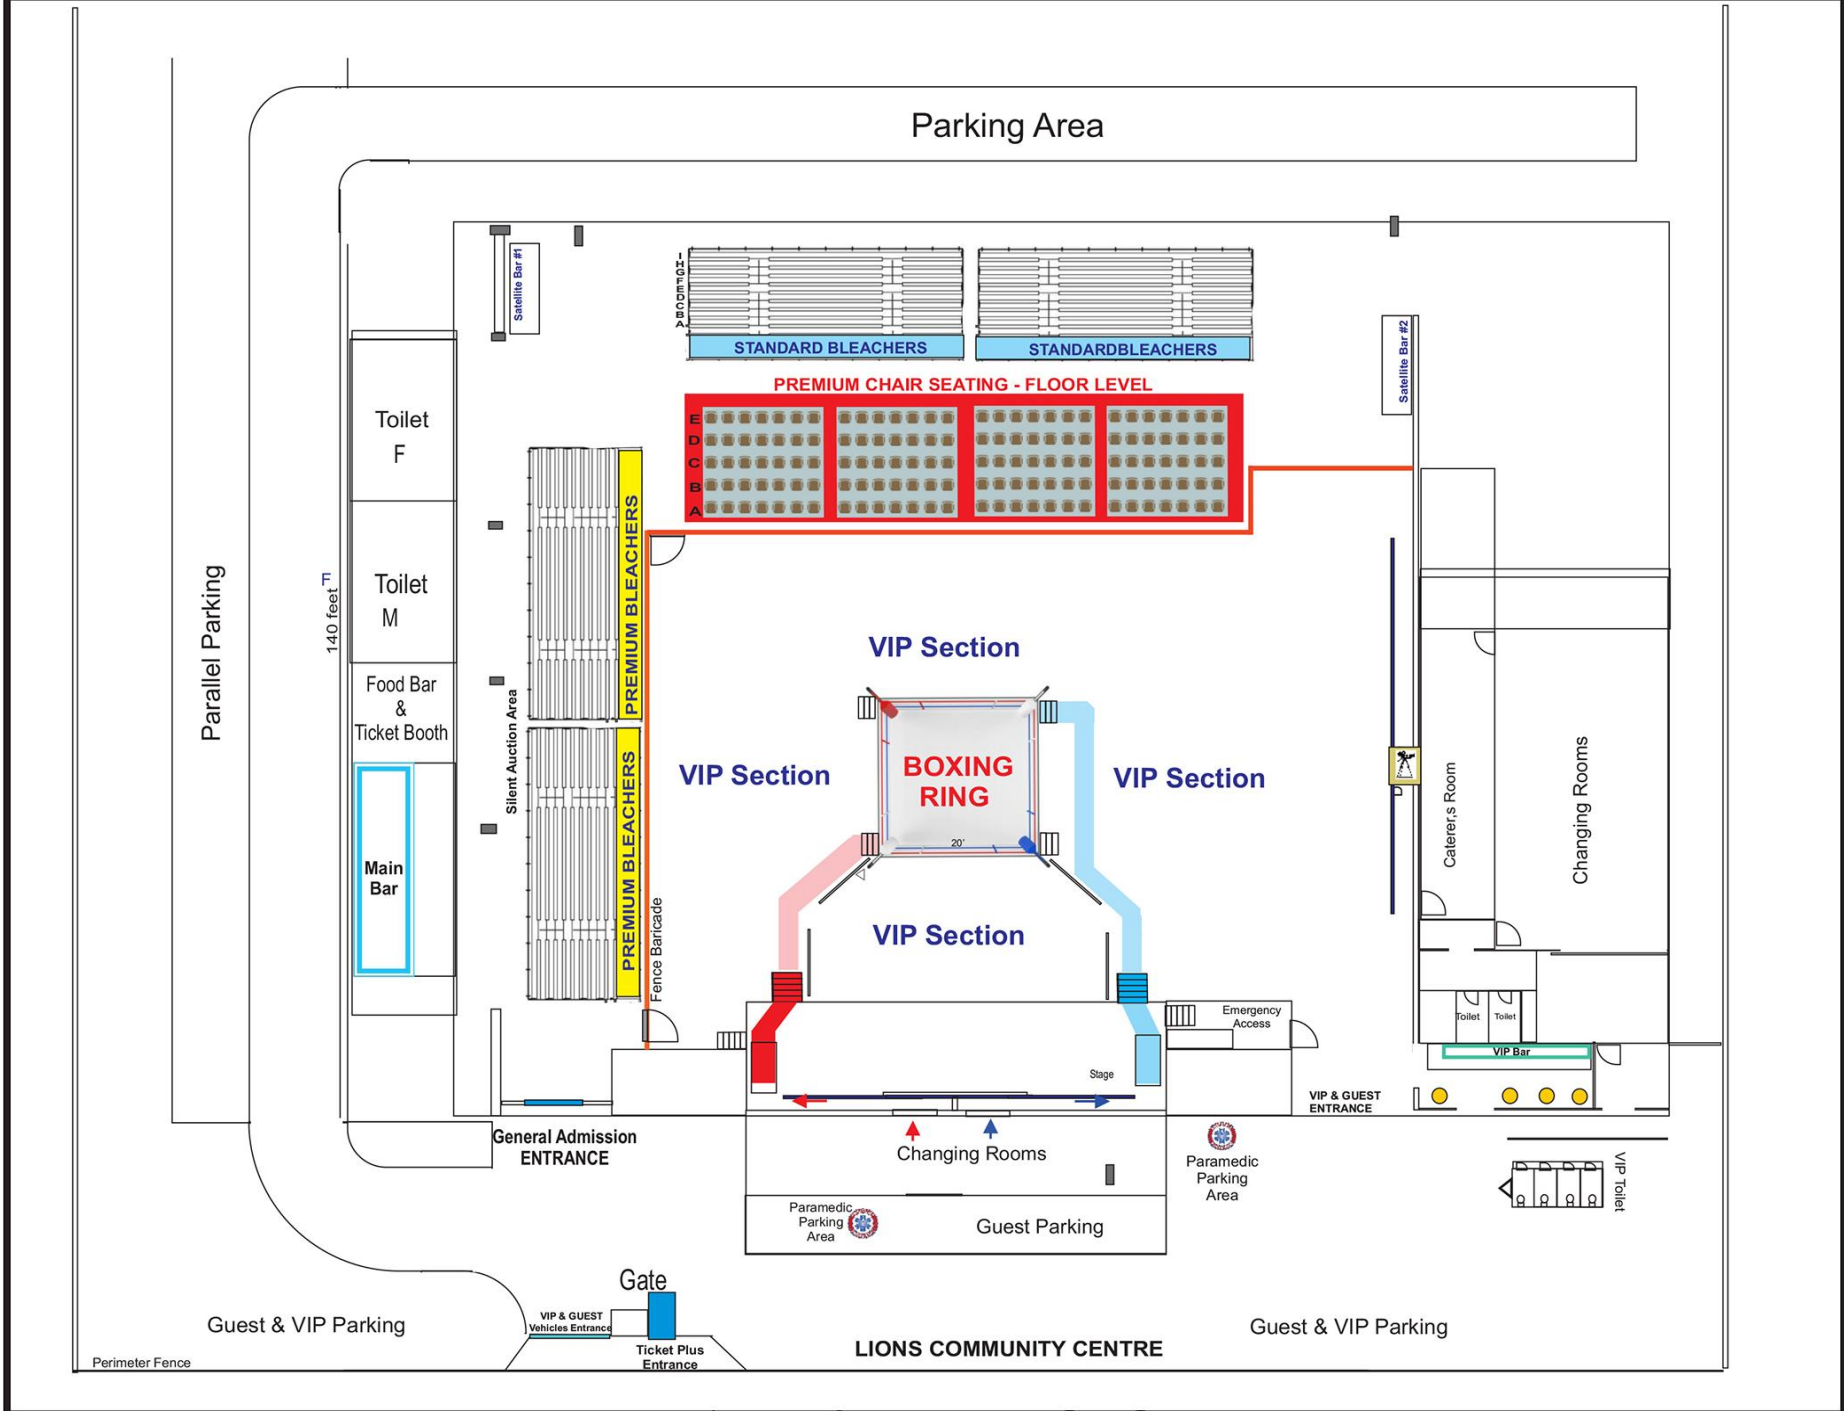 Parking Area
Satellite Bar #1
I
H
G
F
E
D
C
B
A
STANDARD BLEACHERS
STANDARDBLEACHERS
Satellite Bar #2
PREMIUM CHAIR SEATING - FLOOR LEVEL
E
D
C
B
A
Toilet
F
Toilet
M
F
140 feet
Parallel Parking
Food Bar
&
Ticket Booth
Main
Bar
Silent Auction Area
PREMIUM BLEACHERS
PREMIUM BLEACHERS
Fence Baricade
VIP Section
VIP Section
BOXING
RING
20'
VIP Section
VIP Section
Caterer,s Room
Changing Rooms
Emergency
Access
Toilet
Toilet
VIP Bar
Stage
VIP & GUEST
ENTRANCE
General Admission
ENTRANCE
Changing Rooms
Paramedic
Parking
Area
VIP Toilet
Paramedic
Parking
Area
Guest Parking
Gate
VIP & GUEST
Vehicles Entrance
Guest & VIP Parking
Guest & VIP Parking
Ticket Plus
Entrance
LIONS COMMUNITY CENTRE
Perimeter Fence